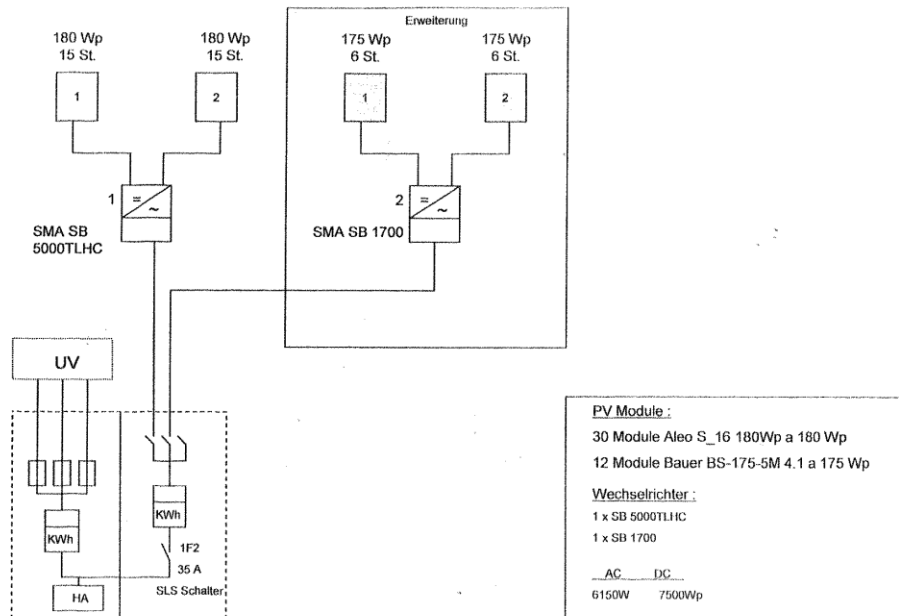 Erweiterung
180 Wp
15 St.
180 Wp
15 St.
175 Wp
6 St.
175 Wp
6 St.
1
2
1
2
1
=
~
2
=
~
SMA SB
5000TLHC
SMA SB 1700
UV
KWh
KWh
1F2
35 A
SLS Schalter
HA
PV Module :
30 Module Aleo S_16 180Wp a 180 Wp
12 Module Bauer BS-175-5M 4.1 a 175 Wp
Wechselrichter :
1 x SB 5000TLHC
1 x SB 1700
AC DC
6150W 7500Wp